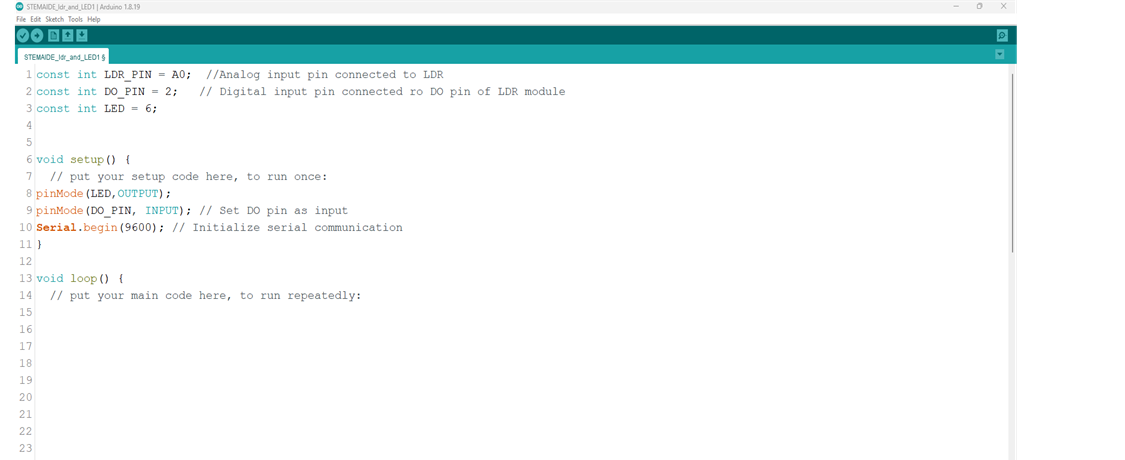 STEMAIDE_ldr_and_LED1 | Arduino 1.8.19
File Edit Sketch Tools Help
STEMAIDE_ldr_and_LED1 §
1 const int LDR_PIN = A0;  //Analog input pin connected to LDR
2 const int DO_PIN = 2;   // Digital input pin connected ro DO pin of LDR module
3 const int LED = 6;
4
5
6 void setup() {
7   // put your setup code here, to run once:
8 pinMode(LED,OUTPUT);
9 pinMode(DO_PIN, INPUT); // Set DO pin as input
10 Serial.begin(9600); // Initialize serial communication
11 }
12
13 void loop() {
14   // put your main code here, to run repeatedly:
15
16
17
18
19
20
21
22
23